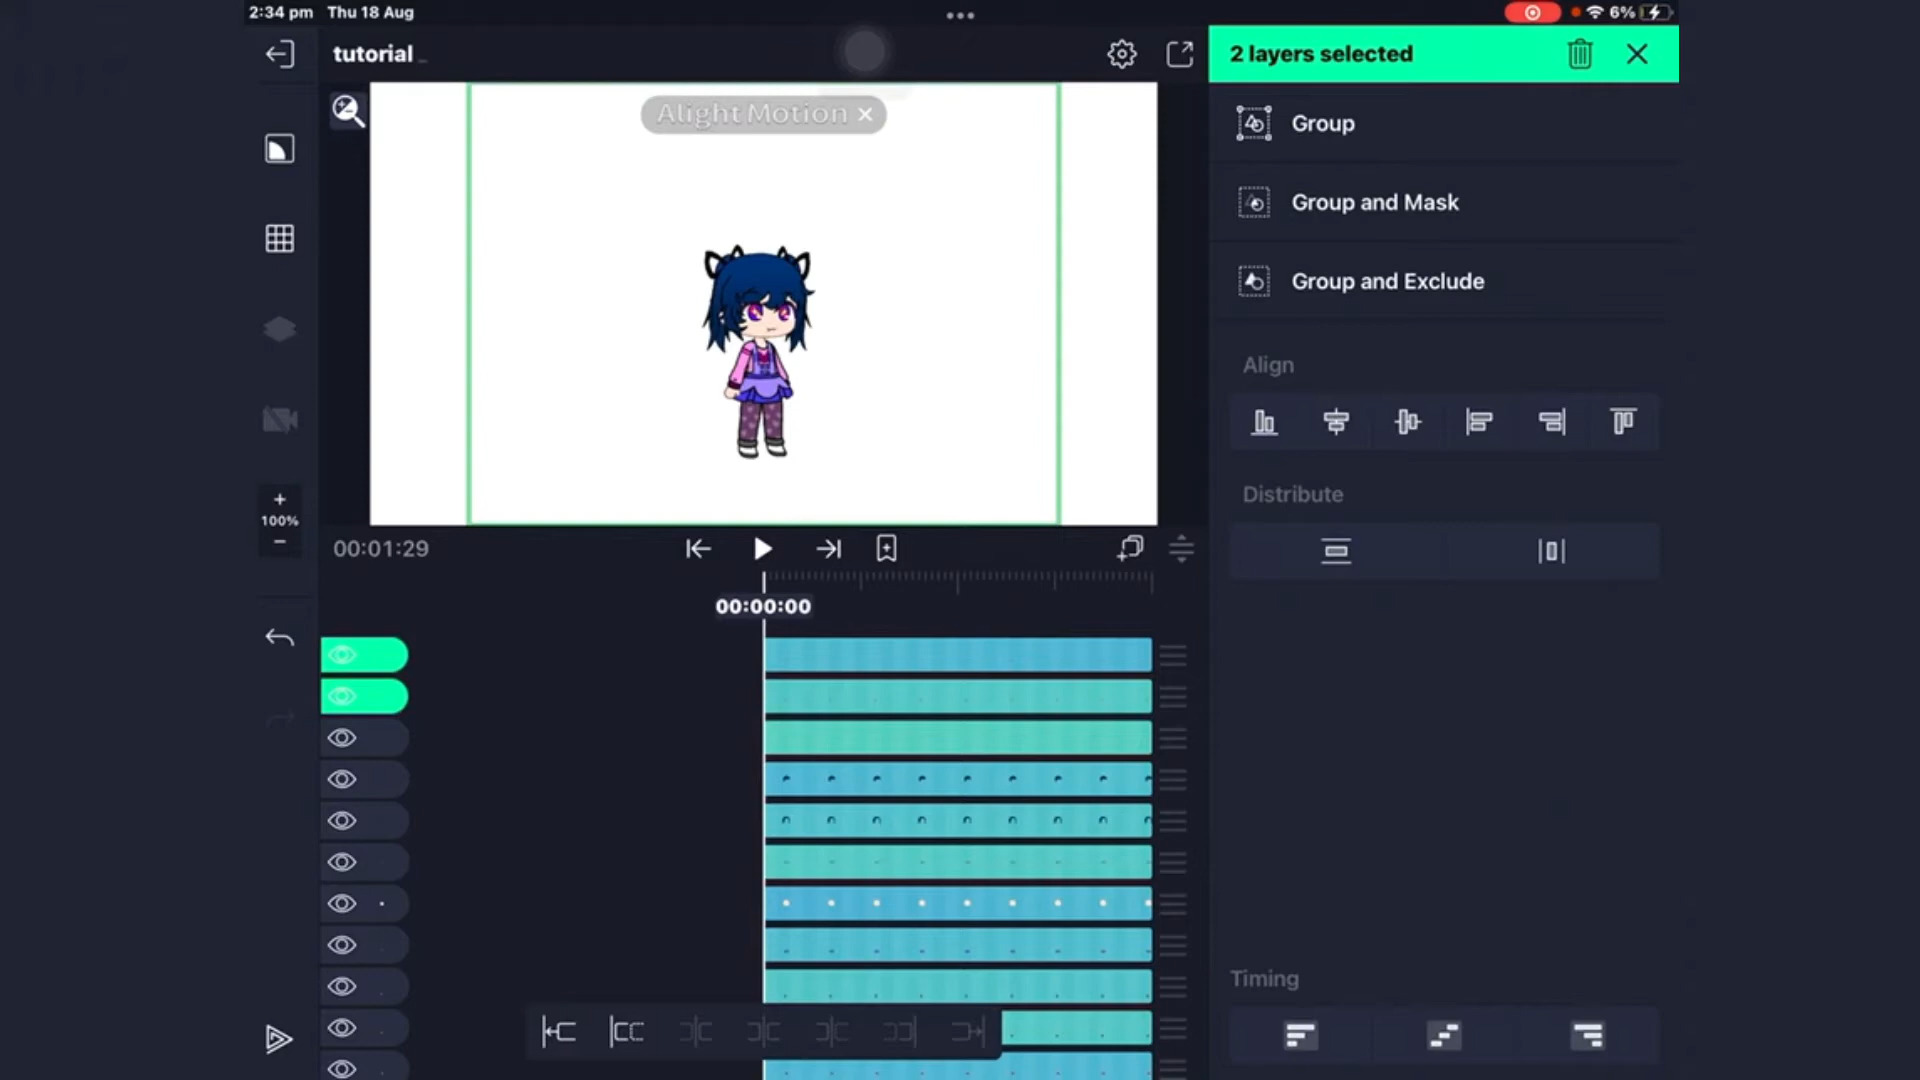 2:34 pm Thu 18 Aug
6%
tutorial
2 layers selected
Alight Motion
Group
Group and Mask
Group and Exclude
Align
Distribute
100%
00:01:29
00:00:00
Timing